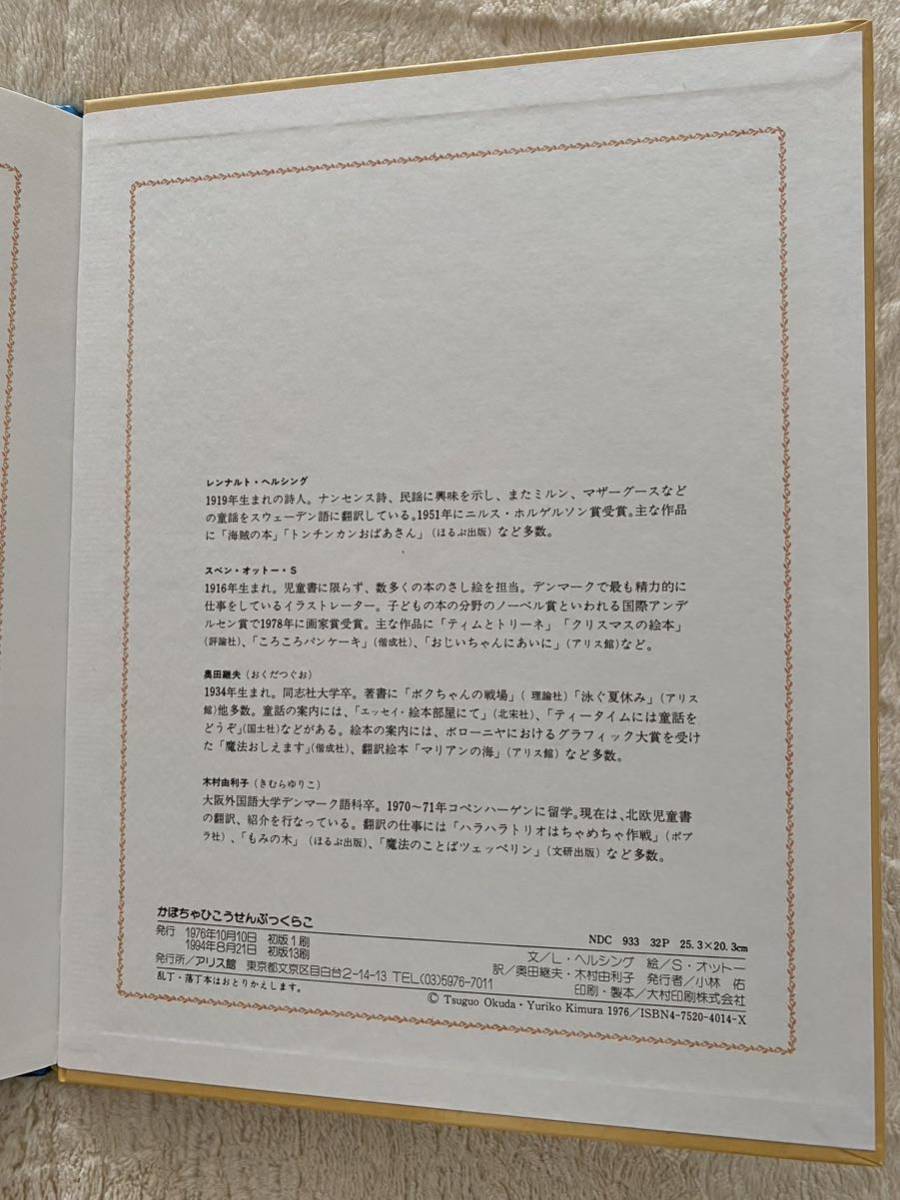 レンナルト・ヘルシング
1919年生まれの詩人。ナンセンス詩、民謡に興味を示し、またミルン、マザーグースなど
の童謡をスウェーデン語に翻訳している。1951年にニルス・ホルゲルソン賞受賞。主な作品
に「海賊の本」「トンチンカンおばあさん」（ほるぷ出版）など多数。
スベン・オットー・S
1916年生まれ。児童書に限らず、数多くの本のさし絵を担当。デンマークで最も精力的に
仕事をしているイラストレーター。子どもの本の分野のノーベル賞といわれる国際アンデ
ルセン賞で1978年に画家賞受賞。主な作品に「ティムとトリーネ」「クリスマスの絵本」
（評論社）、「ころころパンケーキ」（偕成社）、「おじいちゃんにあいに」（アリス館）など。
奥田継夫（おくだつぐお）
1934年生まれ。同志社大学卒。著書に「ボクちゃんの戦場」（理論社）「泳ぐ夏休み」（アリス
館）他多数。童話の案内には、「エッセイ・絵本部屋にて」（北宋社）、「ティータイムには童話を
どうぞ」（国土社）などがある。絵本の案内には、ボローニヤにおけるグラフィック大賞を受け
た「魔法おしえます」（偕成社）、翻訳絵本「マリアンの海」（アリス館）など多数。
木村由利子（きむらゆりこ）
大阪外国語大学デンマーク語科卒。1970〜71年コペンハーゲンに留学。現在は、北欧児童書
の翻訳、紹介を行なっている。翻訳の仕事には「ハラハラトリオはちゃめちゃ作戦」（ポプ
ラ社）、「もみの木」（ほるぷ出版）、「魔法のことばツェッペリン」（文研出版）など多数。
かぼちゃひこうせんぷっくらこ
NDC 933 32P 25.3×20.3cm
発行 1976年10月10日 初版1刷
1994年8月21日 初版13刷
文／L・ヘルシング 絵／S・オットー
訳／奥田継夫・木村由利子 発行者／小林 佑
発行所／アリス館 東京都文京区目白台2-14-13 TEL(03)5976-7011
印刷・製本／大村印刷株式会社
乱丁・落丁本はおとりかえします。
© Tsuguo Okuda・Yuriko Kimura 1976／ISBN4-7520-4014-X